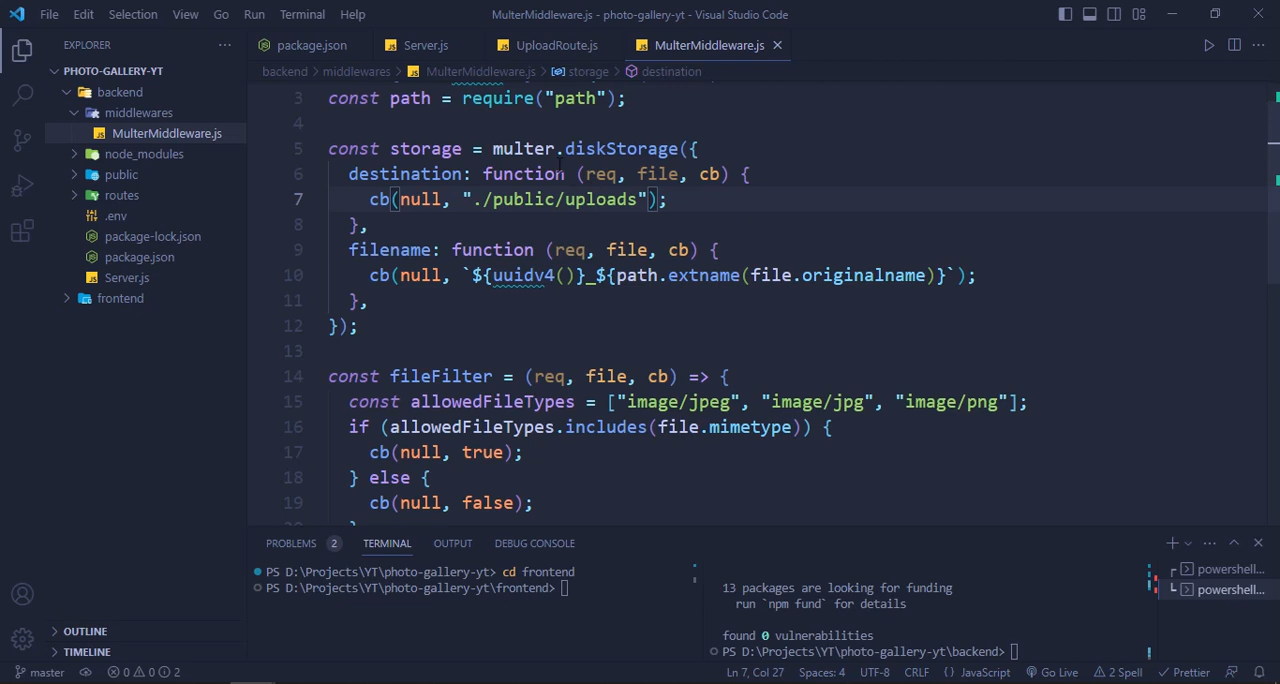 File Edit Selection View Go Run Terminal Help MulterMiddleware.js - photo-gallery-yt - Visual Studio Code
EXPLORER
package.json Server.js UploadRoute.js MulterMiddleware.js
PHOTO-GALLERY-YT
backend > middlewares > MulterMiddleware.js > storage > destination
backend
middlewares
MulterMiddleware.js
node_modules
public
routes
.env
package-lock.json
package.json
Server.js
frontend
OUTLINE
TIMELINE
3 const path = require("path");
4
5 const storage = multer.diskStorage({
6 destination: function (req, file, cb) {
7 cb(null, "./public/uploads");
8 },
9 filename: function (req, file, cb) {
10 cb(null, `${uuidv4()}_${path.extname(file.originalname)}`);
11 },
12 });
13
14 const fileFilter = (req, file, cb) => {
15 const allowedFileTypes = ["image/jpeg", "image/jpg", "image/png"];
16 if (allowedFileTypes.includes(file.mimetype)) {
17 cb(null, true);
18 } else {
19 cb(null, false);
PROBLEMS 2 TERMINAL OUTPUT DEBUG CONSOLE
PS D:\Projects\YT\photo-gallery-yt> cd frontend
PS D:\Projects\YT\photo-gallery-yt\frontend>
13 packages are looking for funding
run `npm fund` for details
found 0 vulnerabilities
PS D:\Projects\YT\photo-gallery-yt\backend>
powershell...
powershell...
master 0 0 2 Ln 7, Col 27 Spaces: 4 UTF-8 CRLF {} JavaScript Go Live 2 Spell Prettier